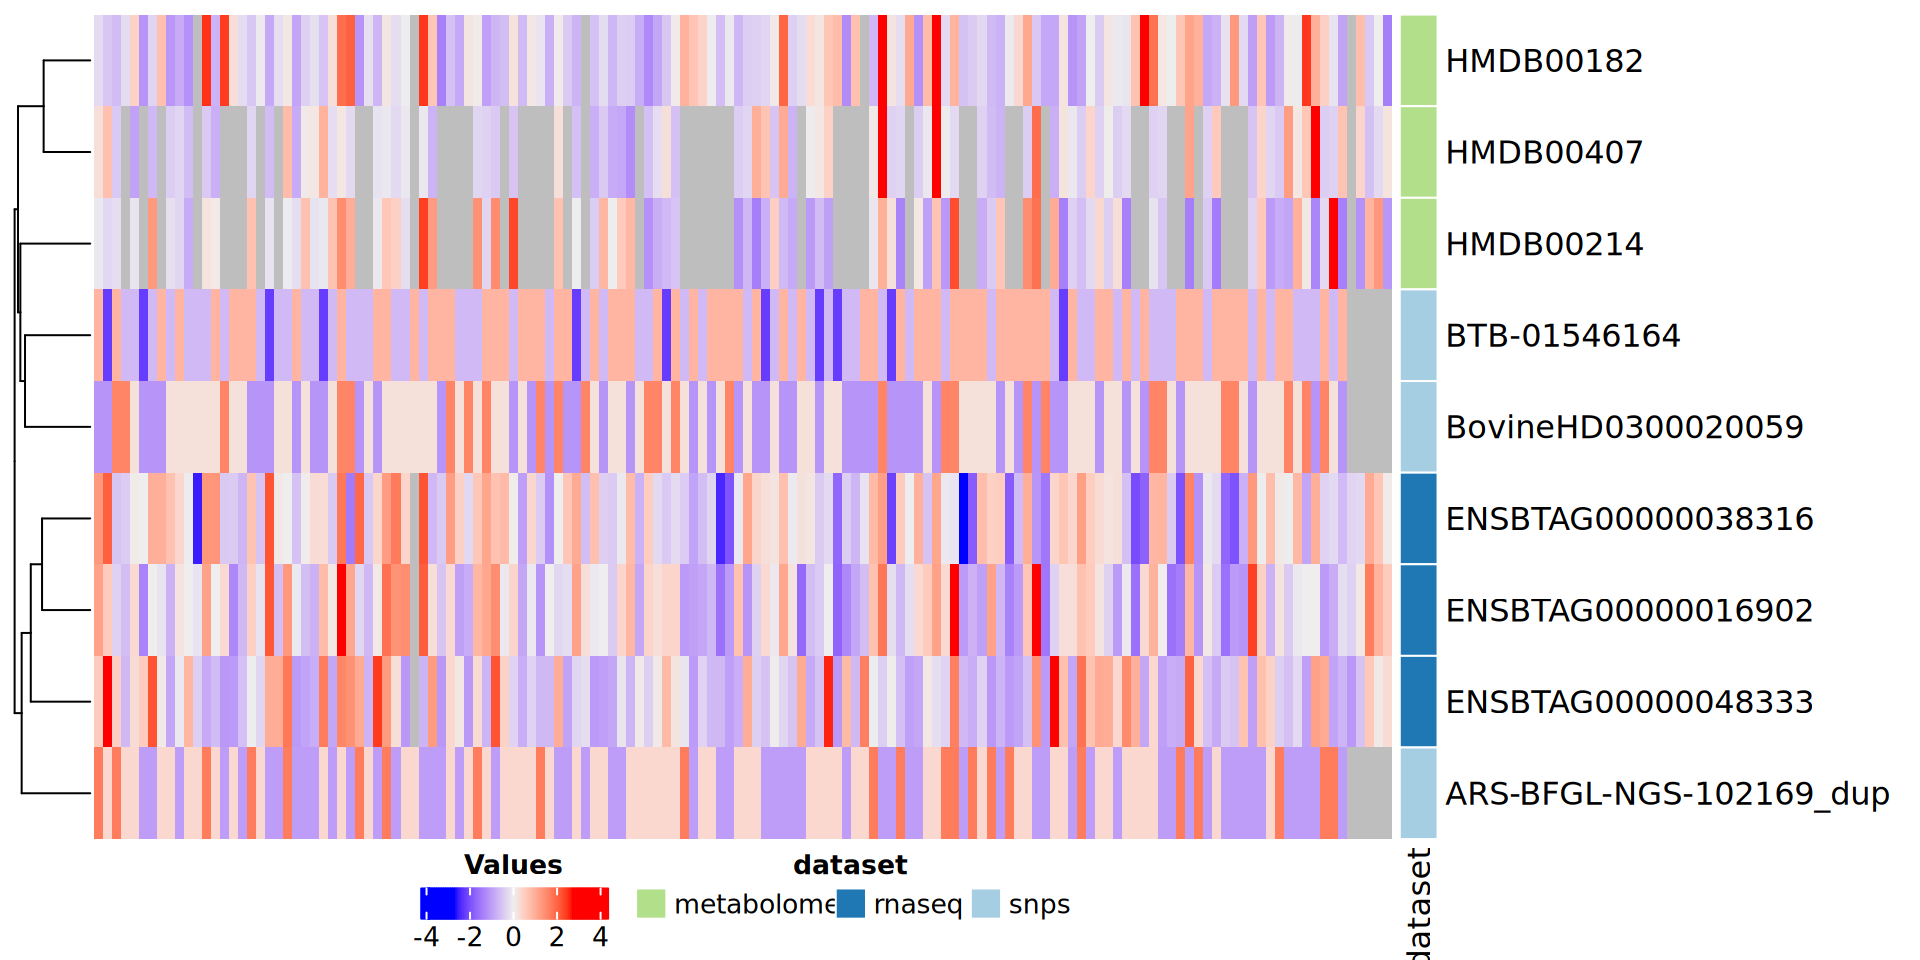 HMDB00182
HMDB00407
HMDB00214
BTB-01546164
BovineHD0300020059
ENSBTAG00000038316
ENSBTAG00000016902
ENSBTAG00000048333
ARS-BFGL-NGS-102169_dup
dataset
Values
-4 -2 0 2 4
dataset
metabolome rnaseq snps